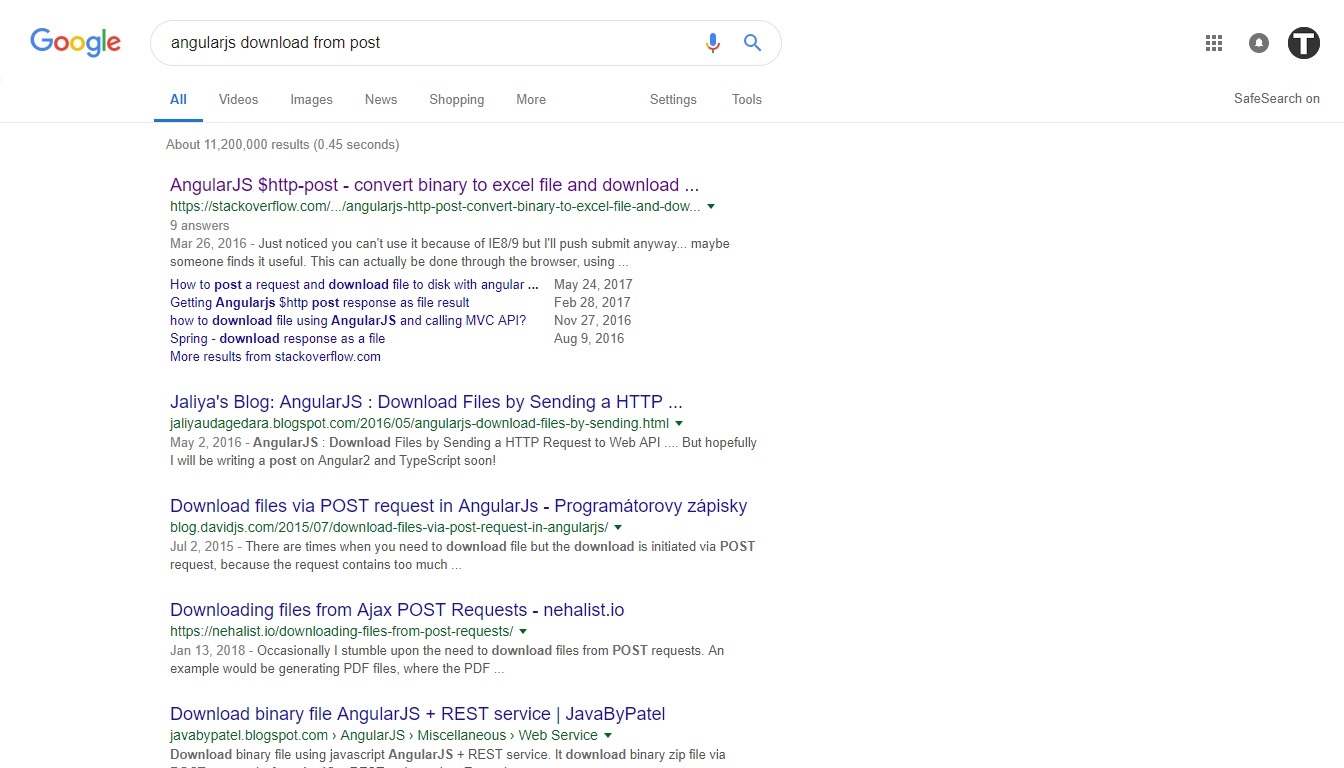 Google
angularjs download from post
T
All Videos Images News Shopping More Settings Tools
SafeSearch on
About 11,200,000 results (0.45 seconds)
AngularJS $http-post - convert binary to excel file and download ...
https://stackoverflow.com/.../angularjs-http-post-convert-binary-to-excel-file-and-dow...
9 answers
Mar 26, 2016 - Just noticed you can't use it because of IE8/9 but I'll push submit anyway... maybe
someone finds it useful. This can actually be done through the browser, using ...
How to post a request and download file to disk with angular ... May 24, 2017
Getting Angularjs $http post response as file result Feb 28, 2017
how to download file using AngularJS and calling MVC API? Nov 27, 2016
Spring - download response as a file Aug 9, 2016
More results from stackoverflow.com
Jaliya's Blog: AngularJS : Download Files by Sending a HTTP ...
jaliyaudagedara.blogspot.com/2016/05/angularjs-download-files-by-sending.html
May 2, 2016 - AngularJS : Download Files by Sending a HTTP Request to Web API .... But hopefully
I will be writing a post on Angular2 and TypeScript soon!
Download files via POST request in AngularJs - Programátorovy zápisky
blog.davidjs.com/2015/07/download-files-via-post-request-in-angularjs/
Jul 2, 2015 - There are times when you need to download file but the download is initiated via POST
request, because the request contains too much ...
Downloading files from Ajax POST Requests - nehalist.io
https://nehalist.io/downloading-files-from-post-requests/
Jan 13, 2018 - Occasionally I stumble upon the need to download files from POST requests. An
example would be generating PDF files, where the PDF ...
Download binary file AngularJS + REST service | JavaByPatel
javabypatel.blogspot.com › AngularJS › Miscellaneous › Web Service
Download binary file using javascript AngularJS + REST service. It download binary zip file via